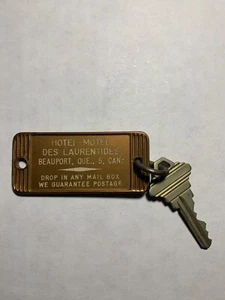 HOTEL MOTEL
DES LAURENTIDES
BEAUPORT, QUE., 5, CAN.
DROP IN ANY MAIL BOX
WE GUARANTEE POSTAGE